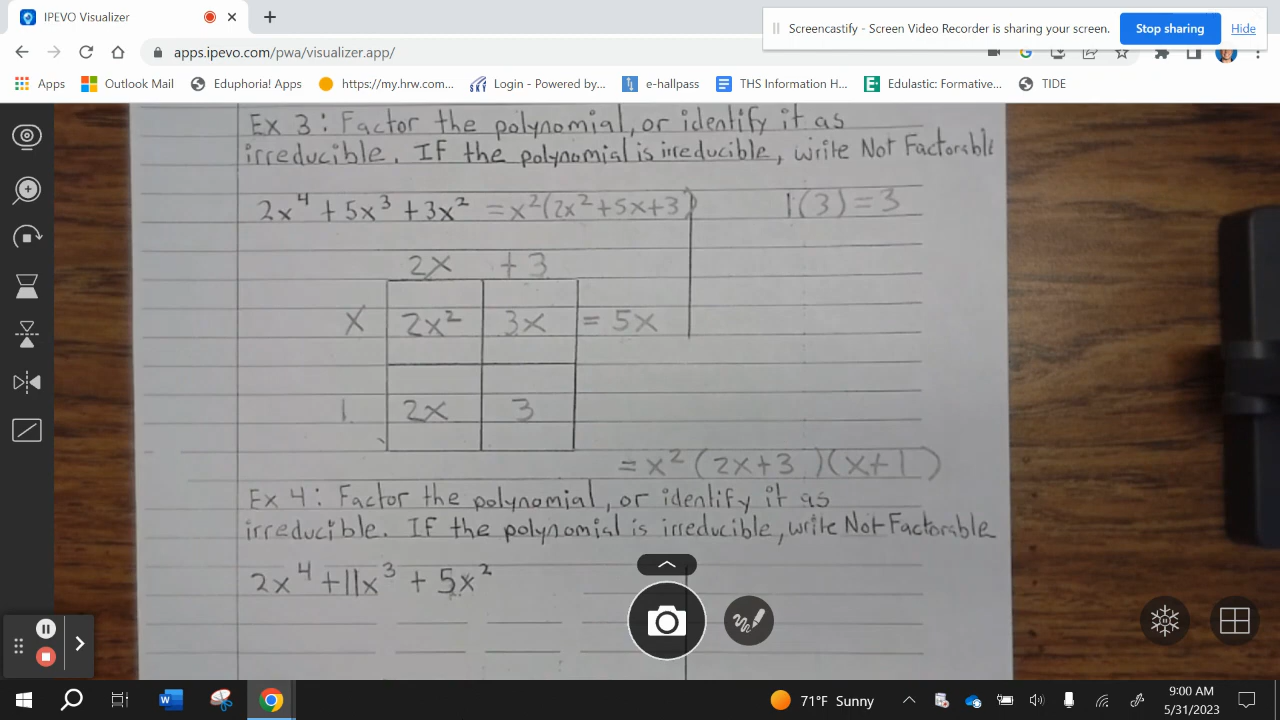 IPEVO Visualizer
Screencastify - Screen Video Recorder is sharing your screen.
Stop sharing
Hide
apps.ipevo.com/pwa/visualizer.app/
Apps
Outlook Mail
Eduphoria! Apps
https://my.hrw.com...
Login - Powered by...
e-hallpass
THS Information H...
Edulastic: Formative...
TIDE
Ex 3: Factor the polynomial, or identify it as
irreducible. If the polynomial is irreducible, write Not Factorabl
2x⁴ + 5x³ + 3x² = x²(2x² + 5x + 3)
1(3) = 3
2x + 3
x 2x² 3x = 5x
1 2x 3
= x² (2x+3)(x+1)
Ex 4: Factor the polynomial, or identify it as
irreducible. If the polynomial is irreducible, write Not Factorable
2x⁴ + 11x³ + 5x²
71°F Sunny
9:00 AM
5/31/2023